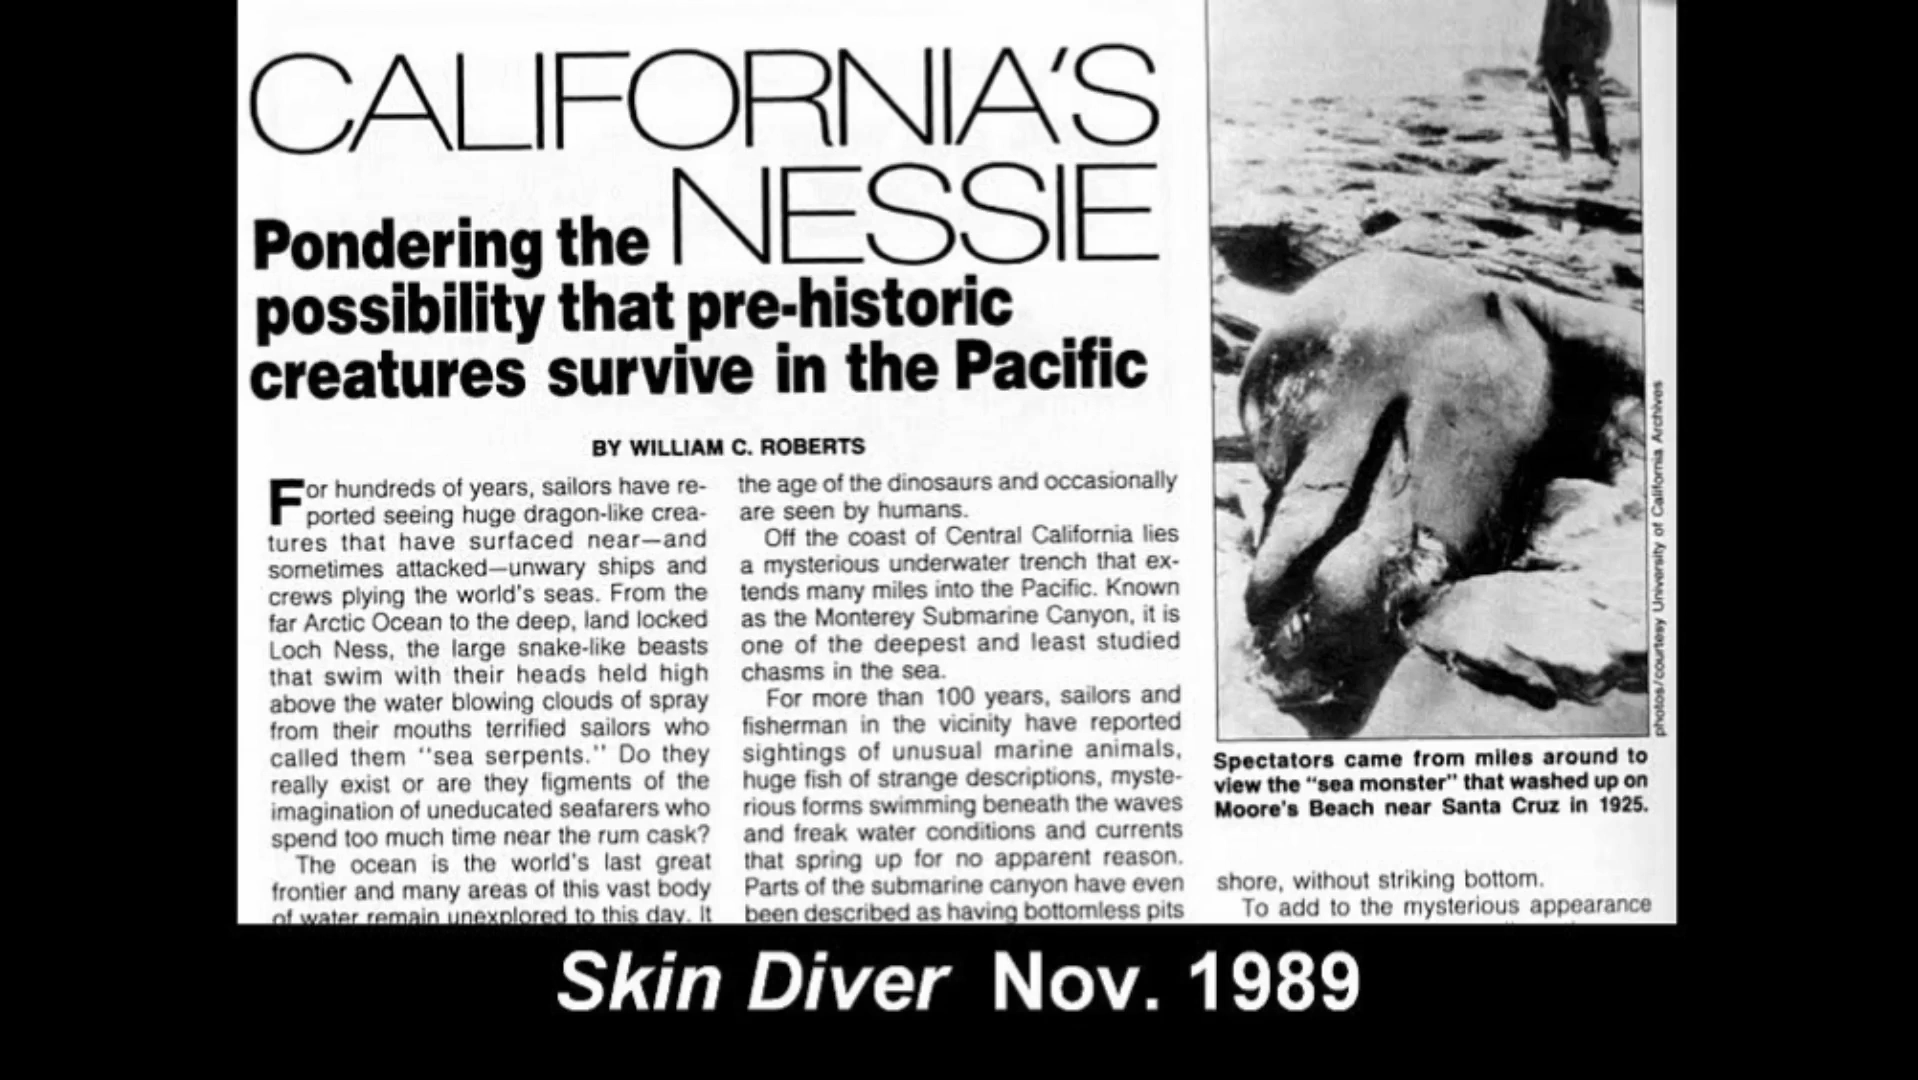 CALIFORNIA'S
NESSIE
Pondering the
possibility that pre-historic
creatures survive in the Pacific
BY WILLIAM C. ROBERTS
For hundreds of years, sailors have re-
ported seeing huge dragon-like crea-
tures that have surfaced near—and
sometimes attacked—unwary ships and
crews plying the world's seas. From the
far Arctic Ocean to the deep, land locked
Loch Ness, the large snake-like beasts
that swim with their heads held high
above the water blowing clouds of spray
from their mouths terrified sailors who
called them "sea serpents." Do they
really exist or are they figments of the
imagination of uneducated seafarers who
spend too much time near the rum cask?
The ocean is the world's last great
frontier and many areas of this vast body
of water remain unexplored to this day. It
the age of the dinosaurs and occasionally
are seen by humans.
Off the coast of Central California lies
a mysterious underwater trench that ex-
tends many miles into the Pacific. Known
as the Monterey Submarine Canyon, it is
one of the deepest and least studied
chasms in the sea.
For more than 100 years, sailors and
fisherman in the vicinity have reported
sightings of unusual marine animals,
huge fish of strange descriptions, myste-
rious forms swimming beneath the waves
and freak water conditions and currents
that spring up for no apparent reason.
Parts of the submarine canyon have even
been described as having bottomless pits
photos/courtesy University of California Archives
Spectators came from miles around to
view the "sea monster" that washed up on
Moore's Beach near Santa Cruz in 1925.
shore, without striking bottom.
To add to the mysterious appearance
Skin Diver Nov. 1989